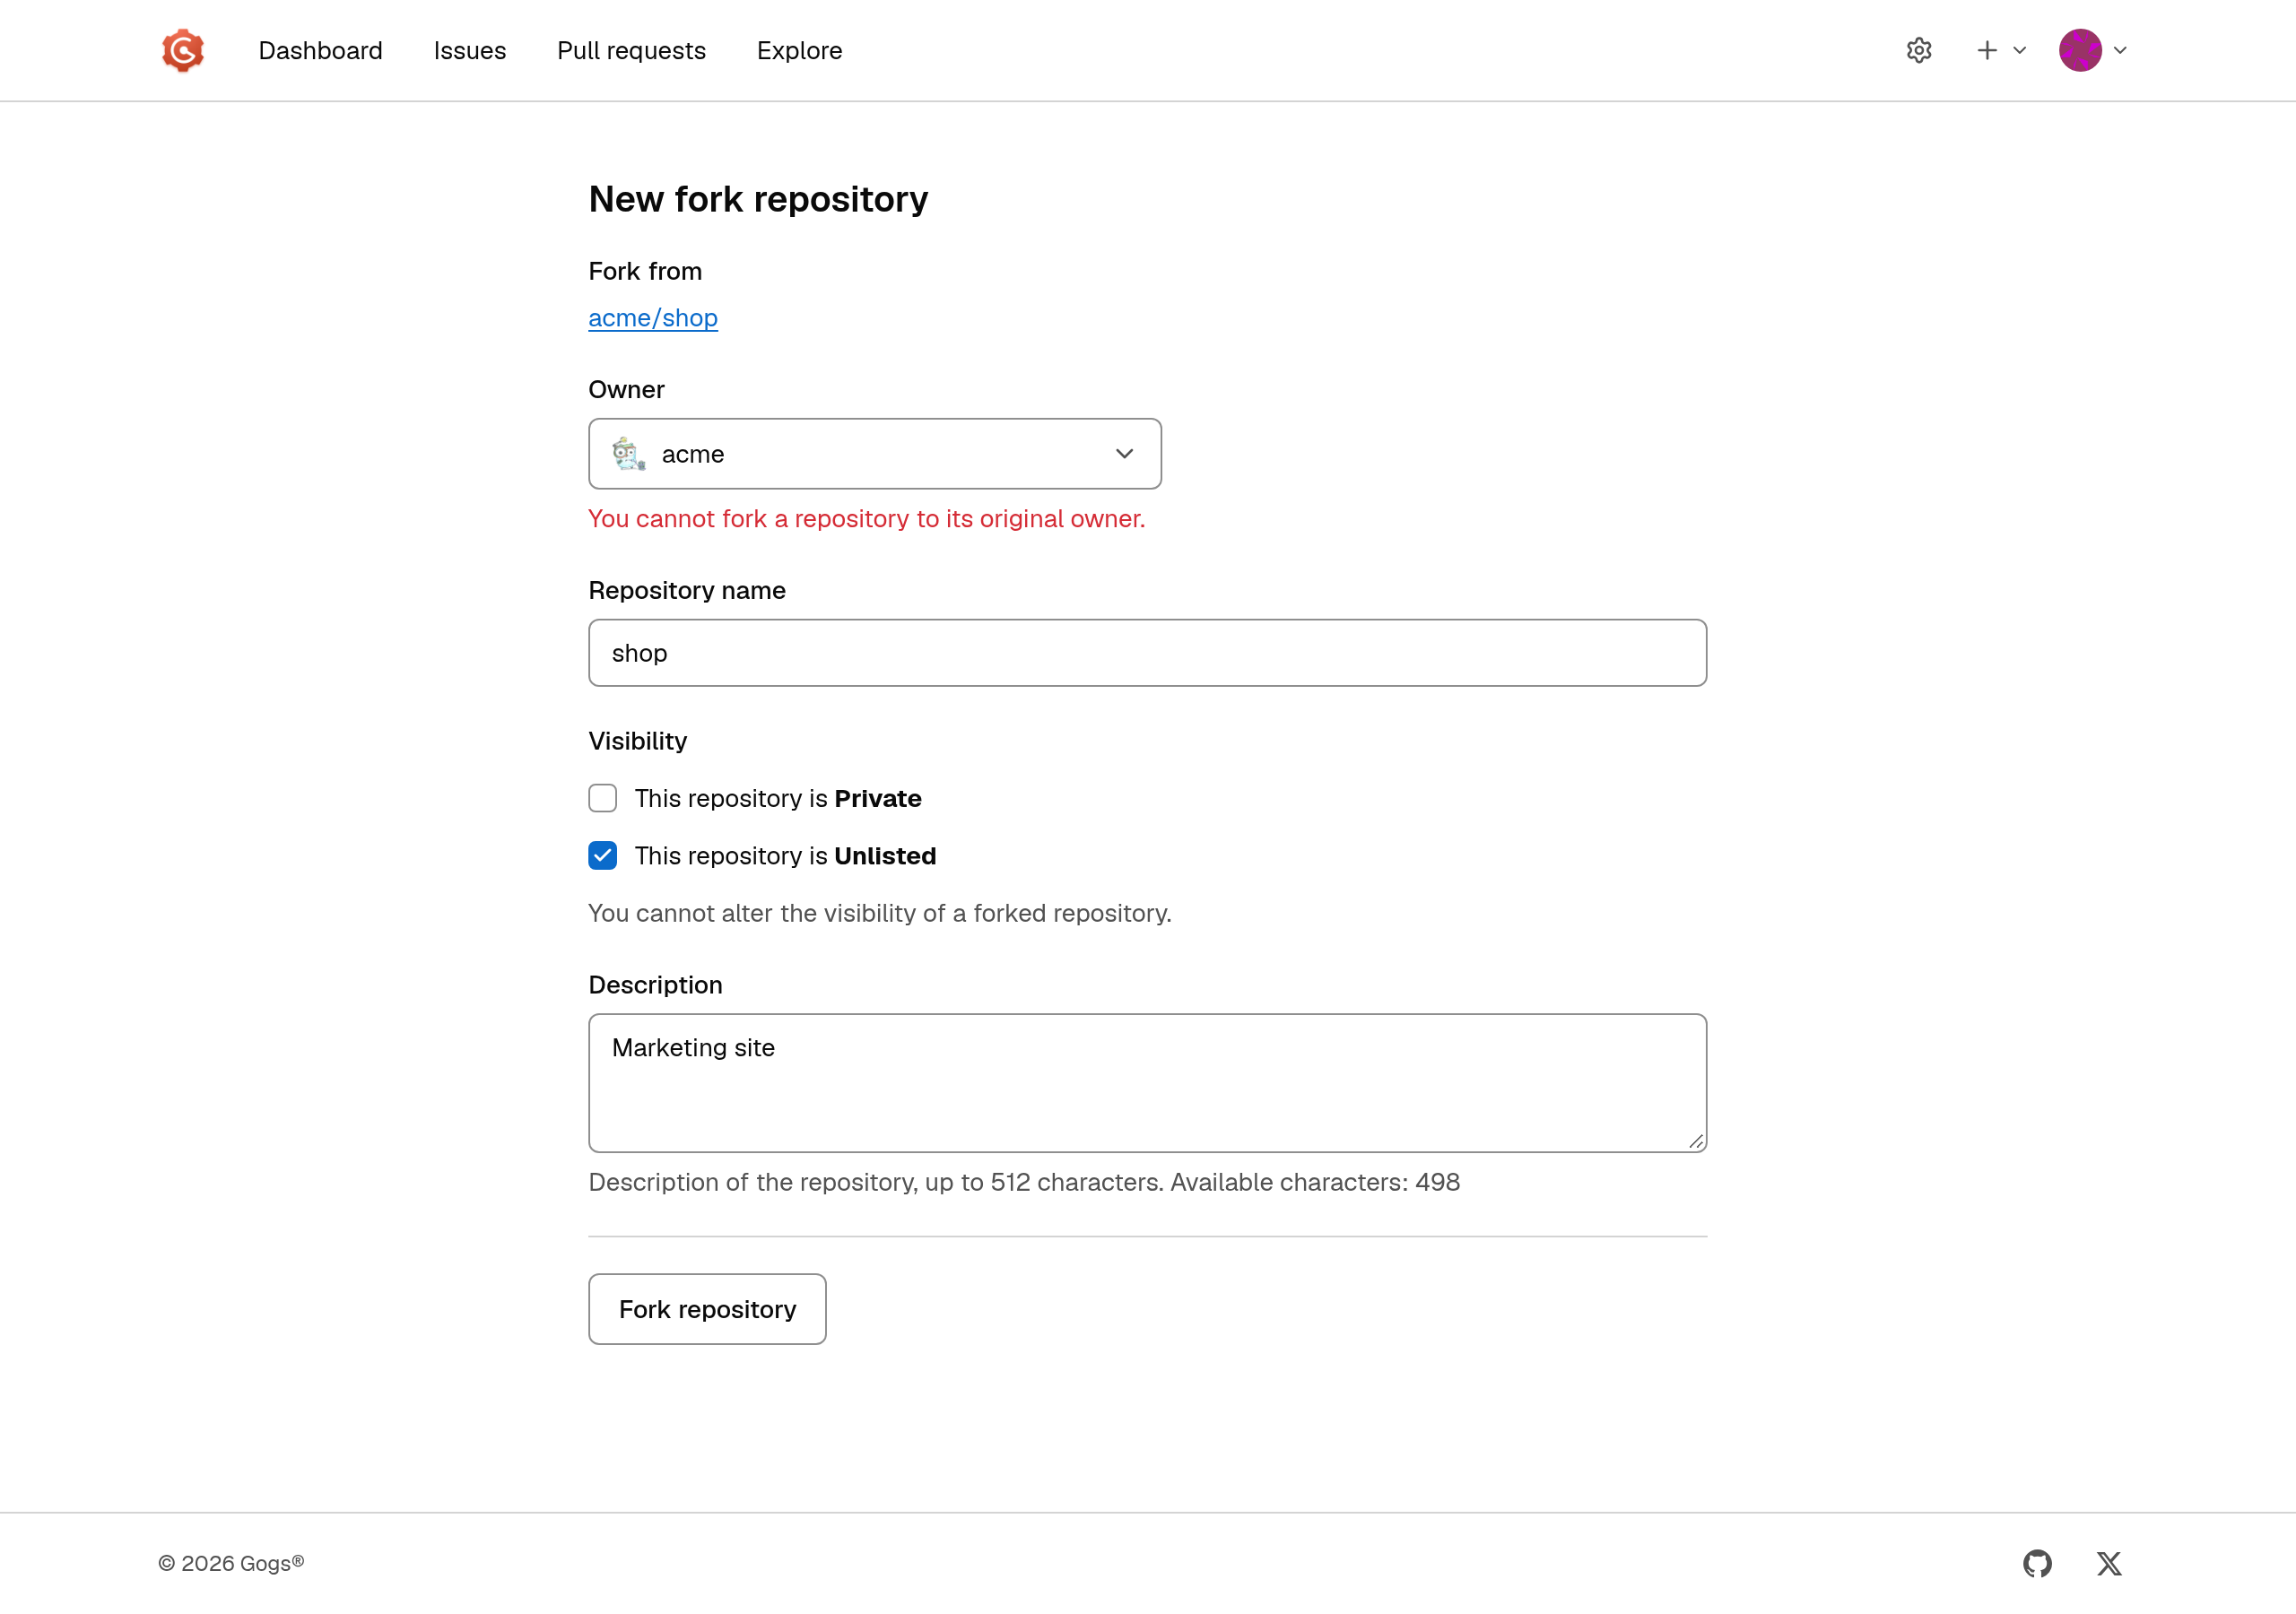 Dashboard
Issues
Pull requests
Explore
New fork repository
Fork from
acme/shop
Owner
acme
You cannot fork a repository to its original owner.
Repository name
shop
Visibility
This repository is Private
This repository is Unlisted
You cannot alter the visibility of a forked repository.
Description
Marketing site
Description of the repository, up to 512 characters. Available characters: 498
Fork repository
© 2026 Gogs®